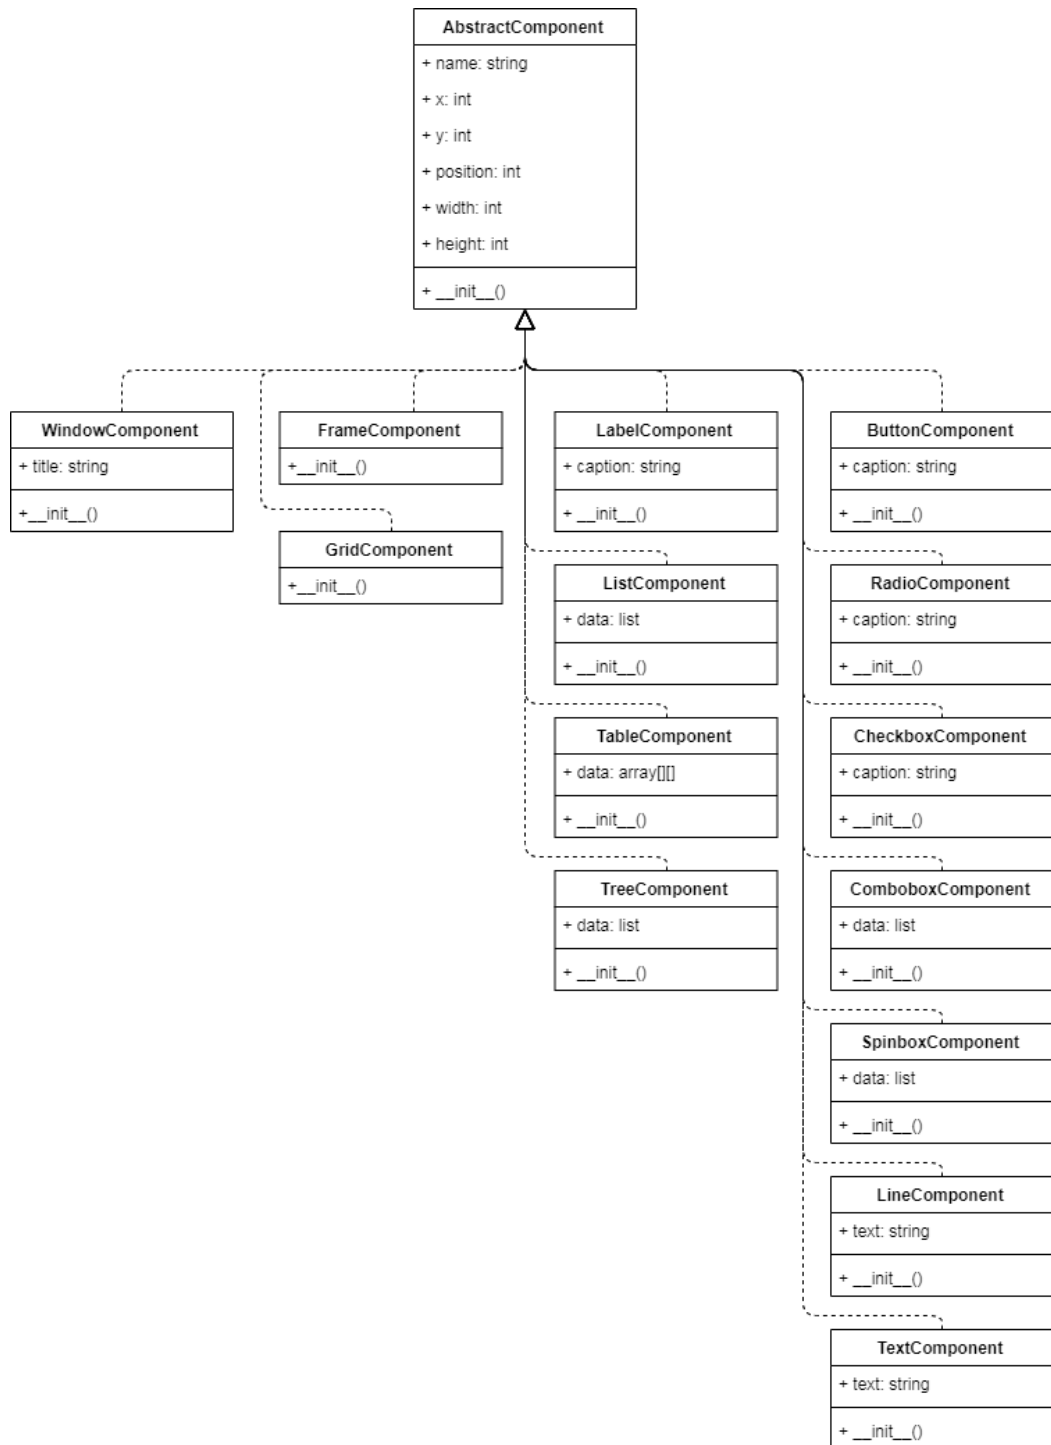 AbstractComponent
+ name: string
+ x: int
+ y: int
+ position: int
+ width: int
+ height: int
+ __init__()
WindowComponent
+ title: string
+__init__()
FrameComponent
+__init__()
GridComponent
+__init__()
LabelComponent
+ caption: string
+ __init__()
ListComponent
+ data: list
+ __init__()
TableComponent
+ data: array[][]
+ __init__()
TreeComponent
+ data: list
+ __init__()
ButtonComponent
+ caption: string
+ __init__()
RadioComponent
+ caption: string
+ __init__()
CheckboxComponent
+ caption: string
+ __init__()
ComboboxComponent
+ data: list
+ __init__()
SpinboxComponent
+ data: list
+ __init__()
LineComponent
+ text: string
+ __init__()
TextComponent
+ text: string
+ __init__()